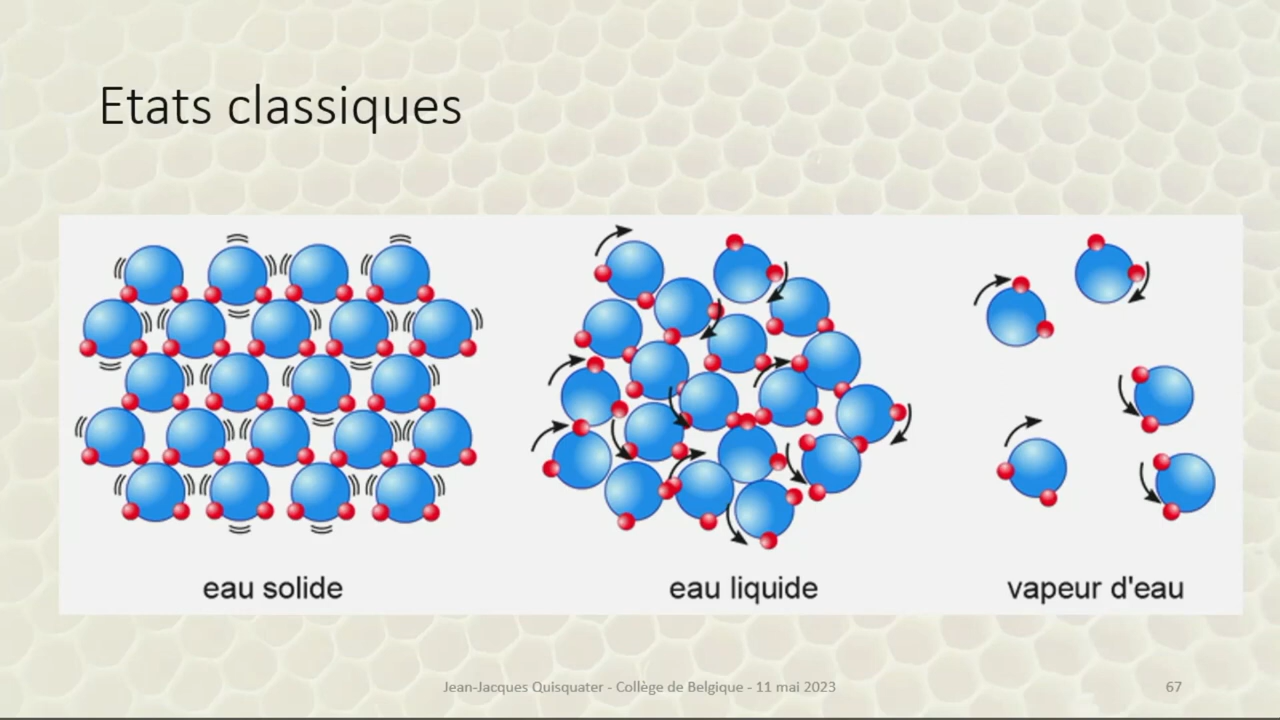 Etats classiques
eau solide
eau liquide
vapeur d'eau
Jean-Jacques Quisquater - Collège de Belgique - 11 mai 2023
67